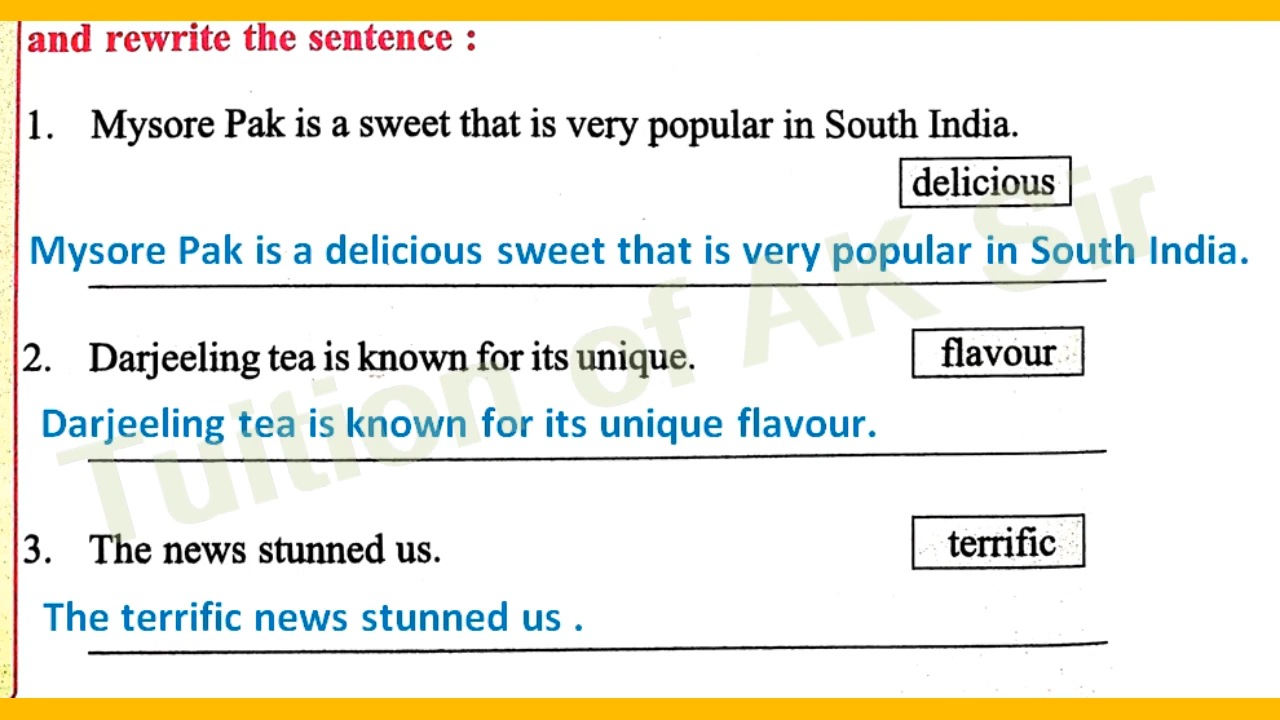 and rewrite the sentence :
1. Mysore Pak is a sweet that is very popular in South India.
delicious
Mysore Pak is a delicious sweet that is very popular in South India.
2. Darjeeling tea is known for its unique.
flavour
Darjeeling tea is known for its unique flavour.
3. The news stunned us.
terrific
The terrific news stunned us .
Tuition of AK Sir